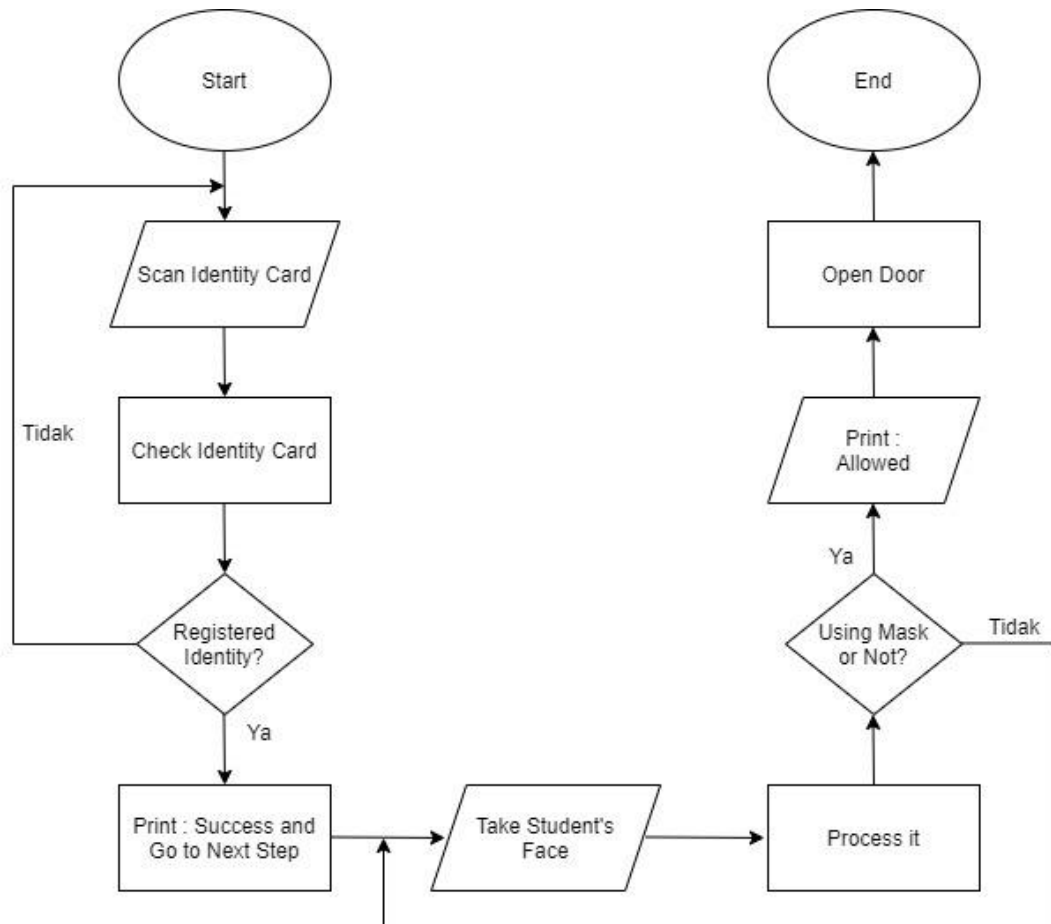 Start
Scan Identity Card
Check Identity Card
Tidak
Registered
Identity?
Ya
Print : Success and
Go to Next Step
Take Student's
Face
Process it
Using Mask
or Not?
Tidak
Ya
Print :
Allowed
Open Door
End